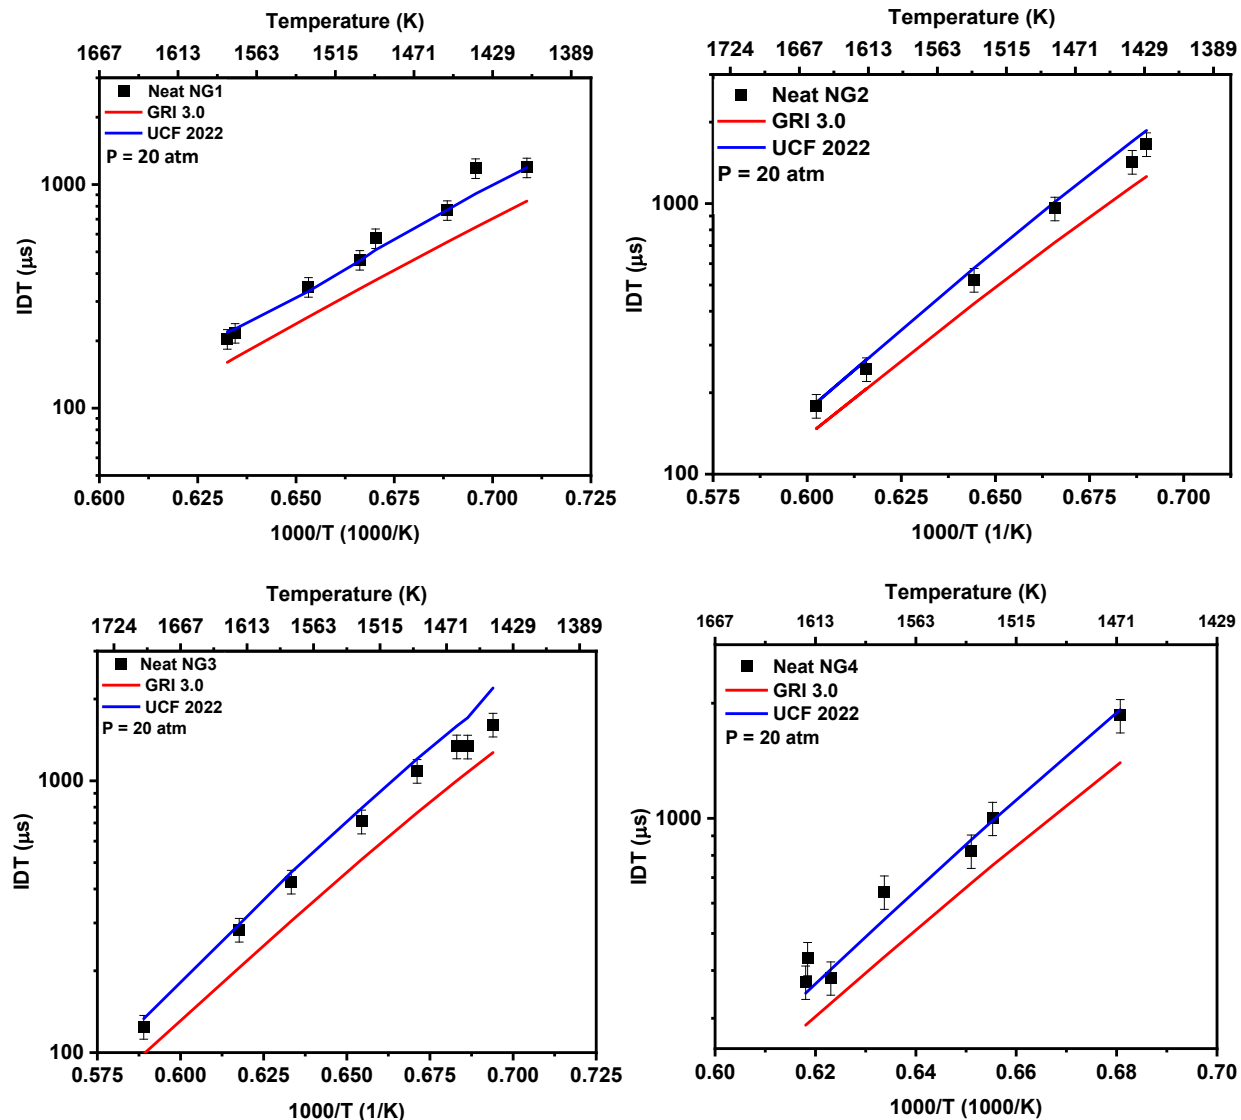 Temperature (K)
1667 1613 1563 1515 1471 1429 1389
Neat NG1
GRI 3.0
UCF 2022
P = 20 atm
1000
100
IDT (μs)
0.600 0.625 0.650 0.675 0.700 0.725
1000/T (1000/K)
Temperature (K)
1724 1667 1613 1563 1515 1471 1429 1389
Neat NG2
GRI 3.0
UCF 2022
P = 20 atm
1000
100
IDT (μs)
0.575 0.600 0.625 0.650 0.675 0.700
1000/T (1/K)
Temperature (K)
1724 1667 1613 1563 1515 1471 1429 1389
Neat NG3
GRI 3.0
UCF 2022
P = 20 atm
1000
100
IDT (μs)
0.575 0.600 0.625 0.650 0.675 0.700 0.725
1000/T (1/K)
Temperature (K)
1667 1613 1563 1515 1471 1429
Neat NG4
GRI 3.0
UCF 2022
P = 20 atm
1000
IDT (μs)
0.60 0.62 0.64 0.66 0.68 0.70
1000/T (1000/K)